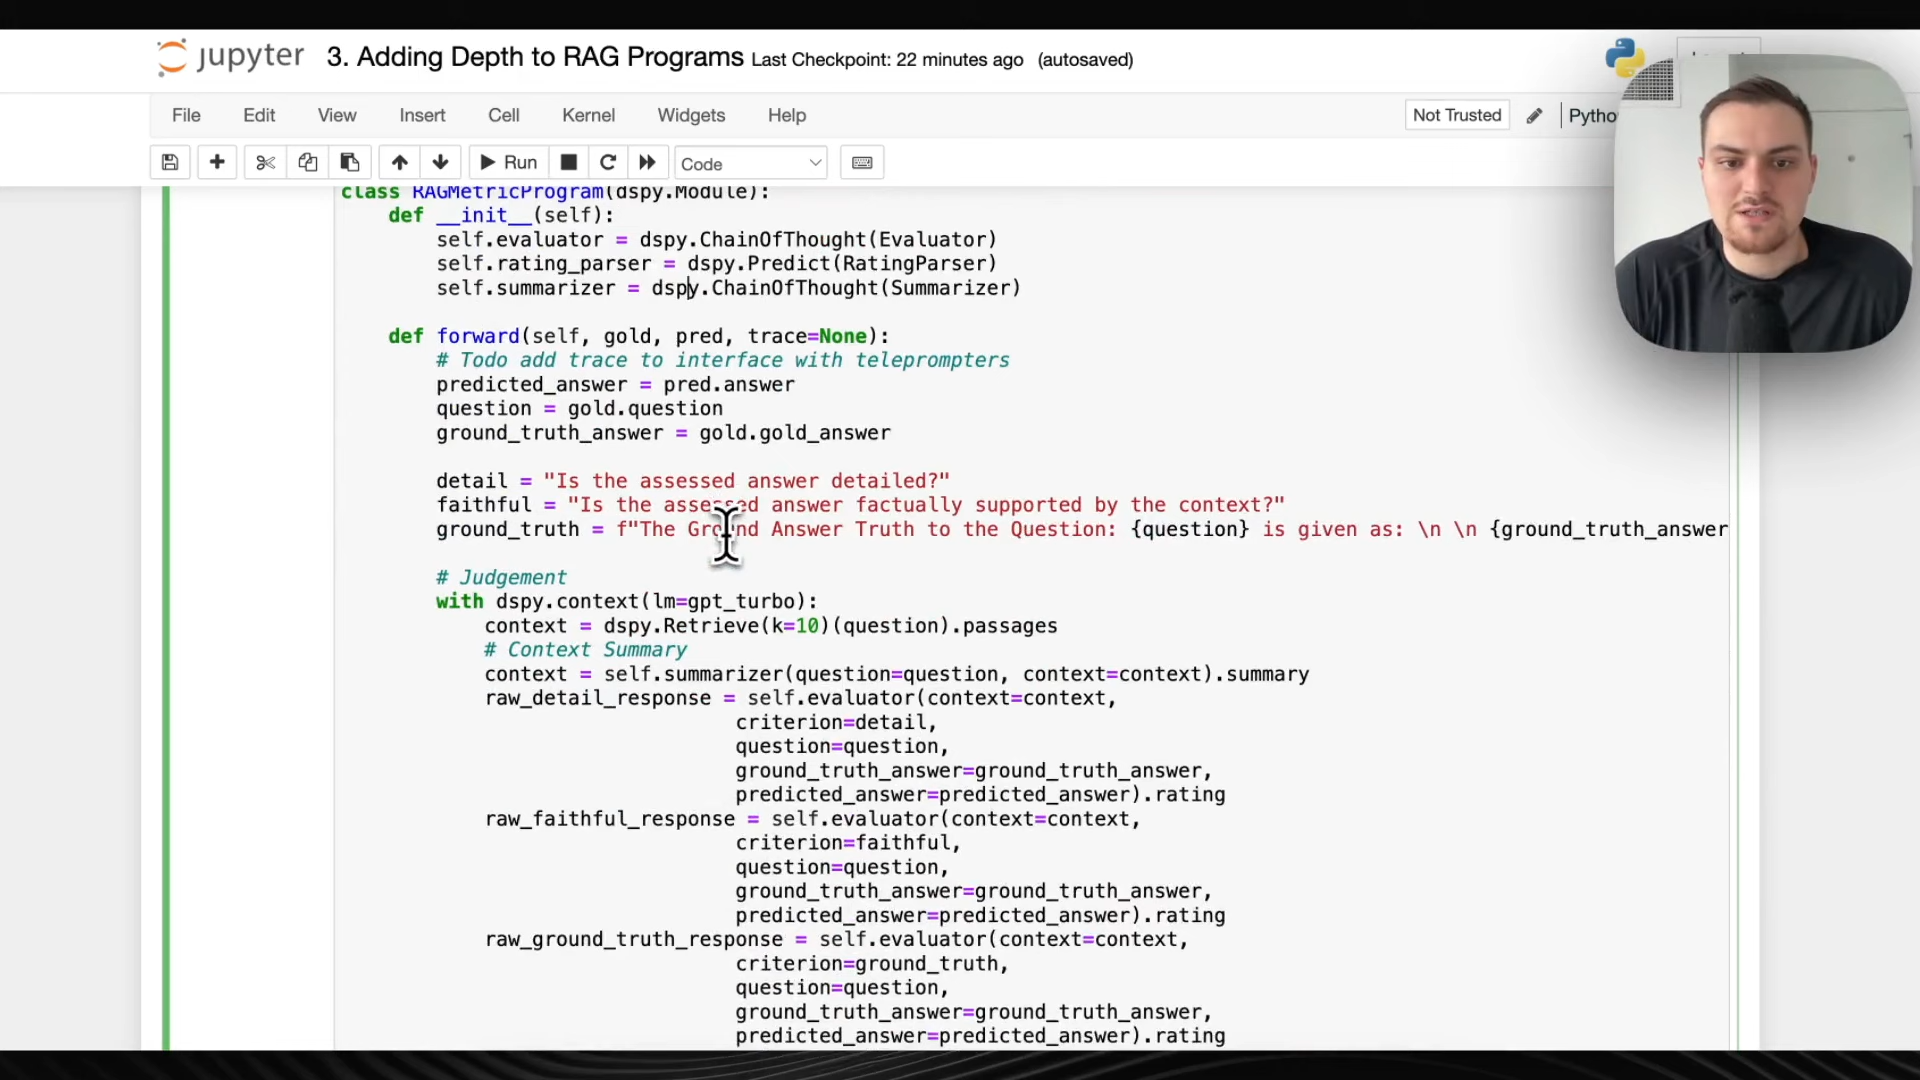 jupyter 3. Adding Depth to RAG Programs Last Checkpoint: 22 minutes ago (autosaved)
File Edit View Insert Cell Kernel Widgets Help Not Trusted
Run Code
class RAGMetricProgram(dspy.Module):
def __init__(self):
self.evaluator = dspy.ChainOfThought(Evaluator)
self.rating_parser = dspy.Predict(RatingParser)
self.summarizer = dspy.ChainOfThought(Summarizer)
def forward(self, gold, pred, trace=None):
# Todo add trace to interface with teleprompters
predicted_answer = pred.answer
question = gold.question
ground_truth_answer = gold.gold_answer
detail = "Is the assessed answer detailed?"
faithful = "Is the assessed answer factually supported by the context?"
ground_truth = f"The Ground Answer Truth to the Question: {question} is given as: \n \n {ground_truth_answer
# Judgement
with dspy.context(lm=gpt_turbo):
context = dspy.Retrieve(k=10)(question).passages
# Context Summary
context = self.summarizer(question=question, context=context).summary
raw_detail_response = self.evaluator(context=context,
criterion=detail,
question=question,
ground_truth_answer=ground_truth_answer,
predicted_answer=predicted_answer).rating
raw_faithful_response = self.evaluator(context=context,
criterion=faithful,
question=question,
ground_truth_answer=ground_truth_answer,
predicted_answer=predicted_answer).rating
raw_ground_truth_response = self.evaluator(context=context,
criterion=ground_truth,
question=question,
ground_truth_answer=ground_truth_answer,
predicted_answer=predicted_answer).rating